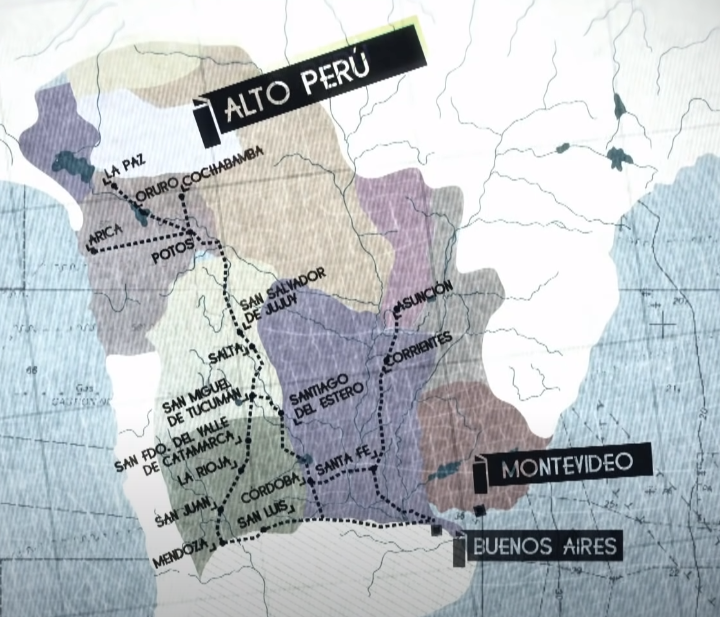 ALTO PERÚ
LA PAZ
ORURO
COCHABAMBA
ARICA
POTOSÍ
SAN SALVADOR
DE JUJUY
ASUNCIÓN
SALTA
CORRIENTES
SAN MIGUEL
DE TUCUMÁN
SANTIAGO
DEL ESTERO
SAN FDO. DEL VALLE
DE CATAMARCA
LA RIOJA
SANTA FE
CÓRDOBA
MONTEVIDEO
SAN JUAN
SAN LUIS
MENDOZA
BUENOS AIRES